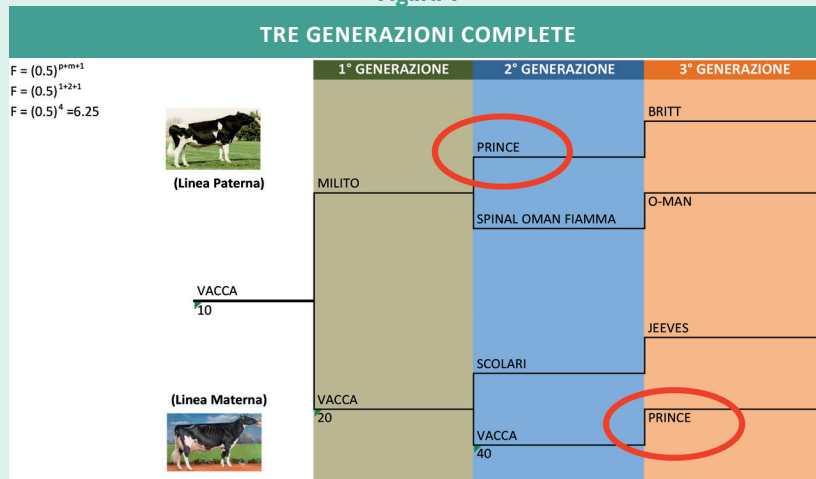 TRE GENERAZIONI COMPLETE
F = (0.5)^p+m+1
F = (0.5)^1+2+1
F = (0.5)^4 =6.25
1° GENERAZIONE
2° GENERAZIONE
3° GENERAZIONE
BRITT
PRINCE
(Linea Paterna)
MILITO
O-MAN
SPINAL OMAN FIAMMA
VACCA
10
JEEVES
SCOLARI
(Linea Materna)
VACCA
20
PRINCE
VACCA
40